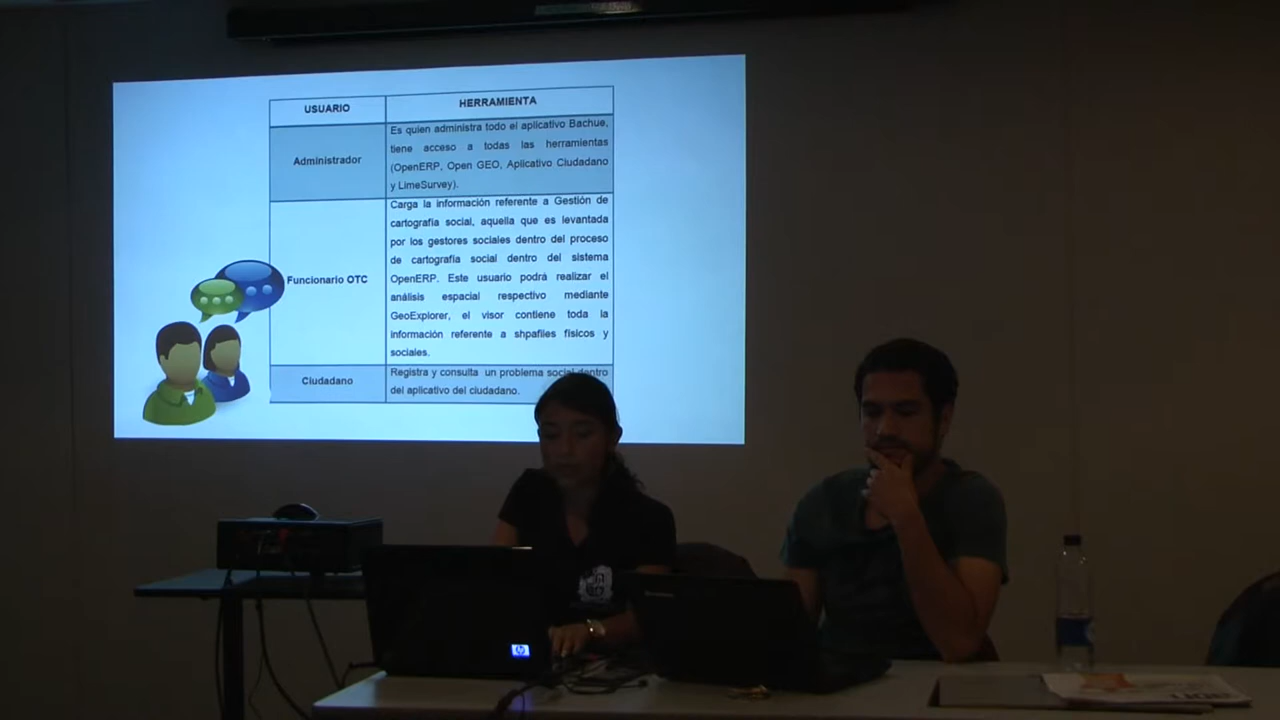 USUARIO
HERRAMIENTA
Administrador
Es quien administra todo el aplicativo Bachue,
tiene acceso a todas las herramientas
(OpenERP, Open GEO, Aplicativo Ciudadano
y LimeSurvey).
Funcionario OTC
Carga la información referente a Gestión de
cartografía social, aquella que es levantada
por los gestores sociales dentro del proceso
de cartografía social dentro del sistema
OpenERP. Este usuario podrá realizar el
análisis espacial respectivo mediante
GeoExplorer, el visor contiene toda la
información referente a shpafiles físicos y
sociales.
Ciudadano
Registra y consulta un problema social dentro
del aplicativo del ciudadano.
hp